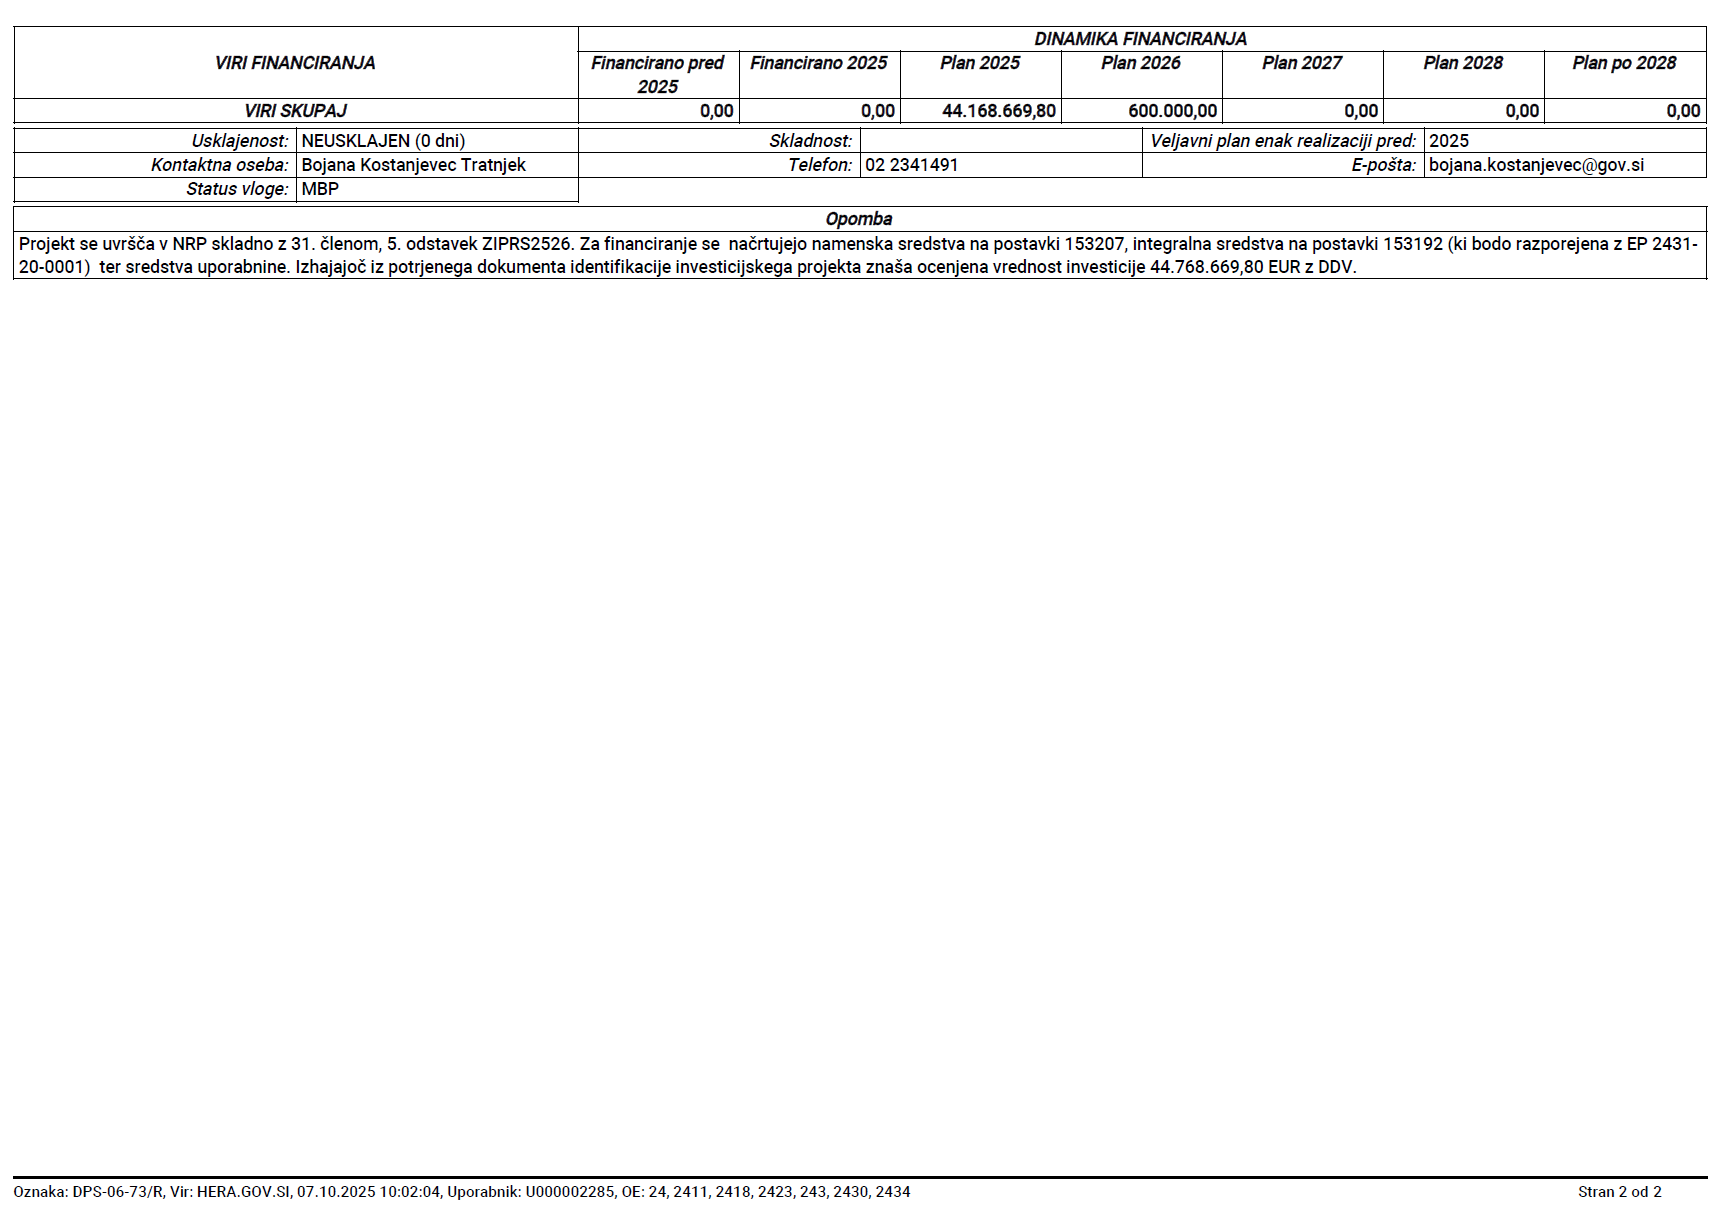 VIRI FINANCIRANJA
DINAMIKA FINANCIRANJA
Financirano pred 2025
Financirano 2025
Plan 2025
Plan 2026
Plan 2027
Plan 2028
Plan po 2028
VIRI SKUPAJ 0,00 0,00 44.168.669,80 600.000,00 0,00 0,00 0,00
Usklajenost: NEUSKLAJEN (0 dni) Skladnost: Veljavni plan enak realizaciji pred: 2025
Kontaktna oseba: Bojana Kostanjevec Tratnjek Telefon: 02 2341491 E-pošta: bojana.kostanjevec@gov.si
Status vloge: MBP
Opomba
Projekt se uvršča v NRP skladno z 31. členom, 5. odstavek ZIPRS2526. Za financiranje se načrtujejo namenska sredstva na postavki 153207, integralna sredstva na postavki 153192 (ki bodo razporejena z EP 2431-
20-0001) ter sredstva uporabnine. Izhajajoč iz potrjenega dokumenta identifikacije investicijskega projekta znaša ocenjena vrednost investicije 44.768.669,80 EUR z DDV.
Oznaka: DPS-06-73/R, Vir: HERA.GOV.SI, 07.10.2025 10:02:04, Uporabnik: U000002285, OE: 24, 2411, 2418, 2423, 243, 2430, 2434 Stran 2 od 2